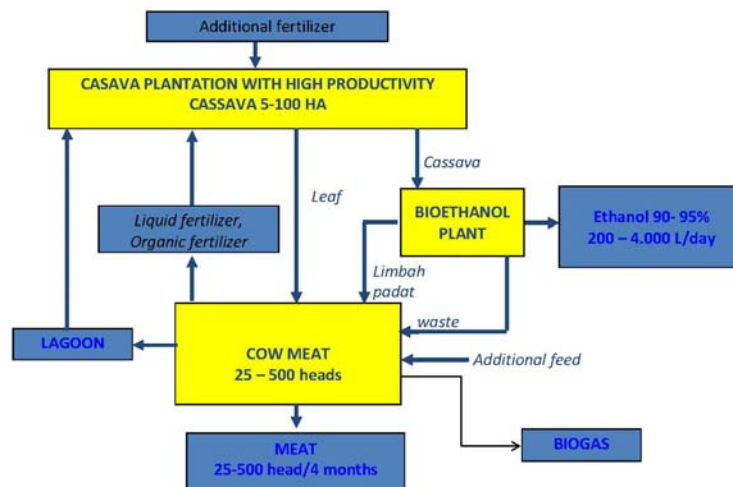 Additional fertilizer
CASAVA PLANTATION WITH HIGH PRODUCTIVITY
CASSAVA 5-100 HA
Cassava
Leaf
BIOETHANOL
PLANT
Ethanol 90- 95%
200 – 4.000 L/day
Liquid fertilizer,
Organic fertilizer
Limbah
padat
waste
LAGOON
COW MEAT
25 – 500 heads
Additional feed
MEAT
25-500 head/4 months
BIOGAS